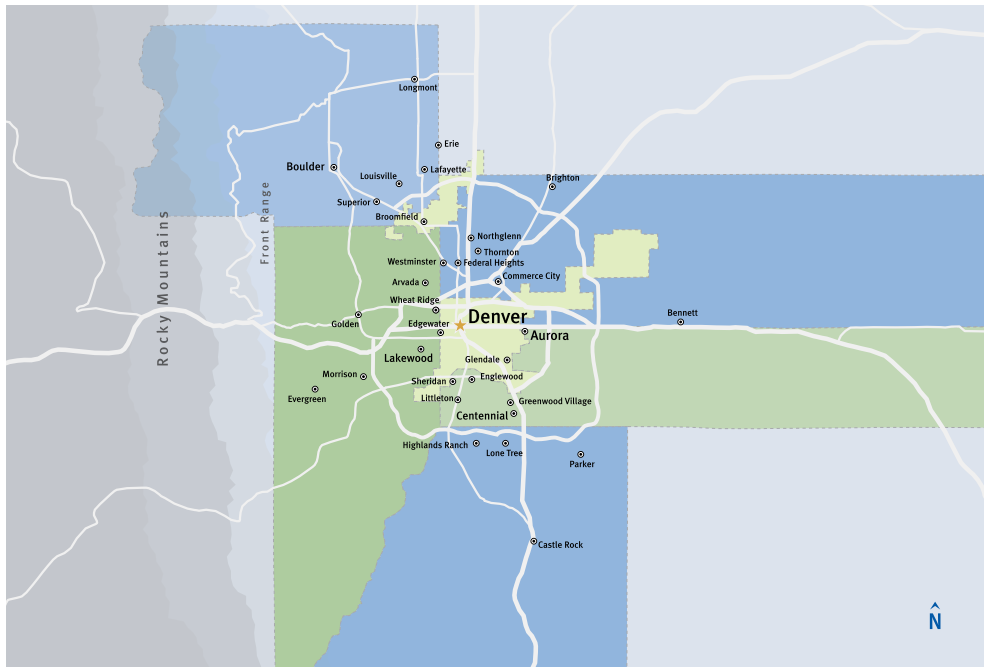 Longmont
Erie
Boulder
Lafayette
Louisville
Brighton
Superior
Broomfield
Front Range
Rocky Mountains
Northglenn
Thornton
Westminster
Federal Heights
Commerce City
Arvada
Wheat Ridge
Denver
Bennett
Golden
Edgewater
Aurora
Lakewood
Glendale
Morrison
Sheridan
Englewood
Evergreen
Littleton
Greenwood Village
Centennial
Highlands Ranch
Lone Tree
Parker
Castle Rock
N